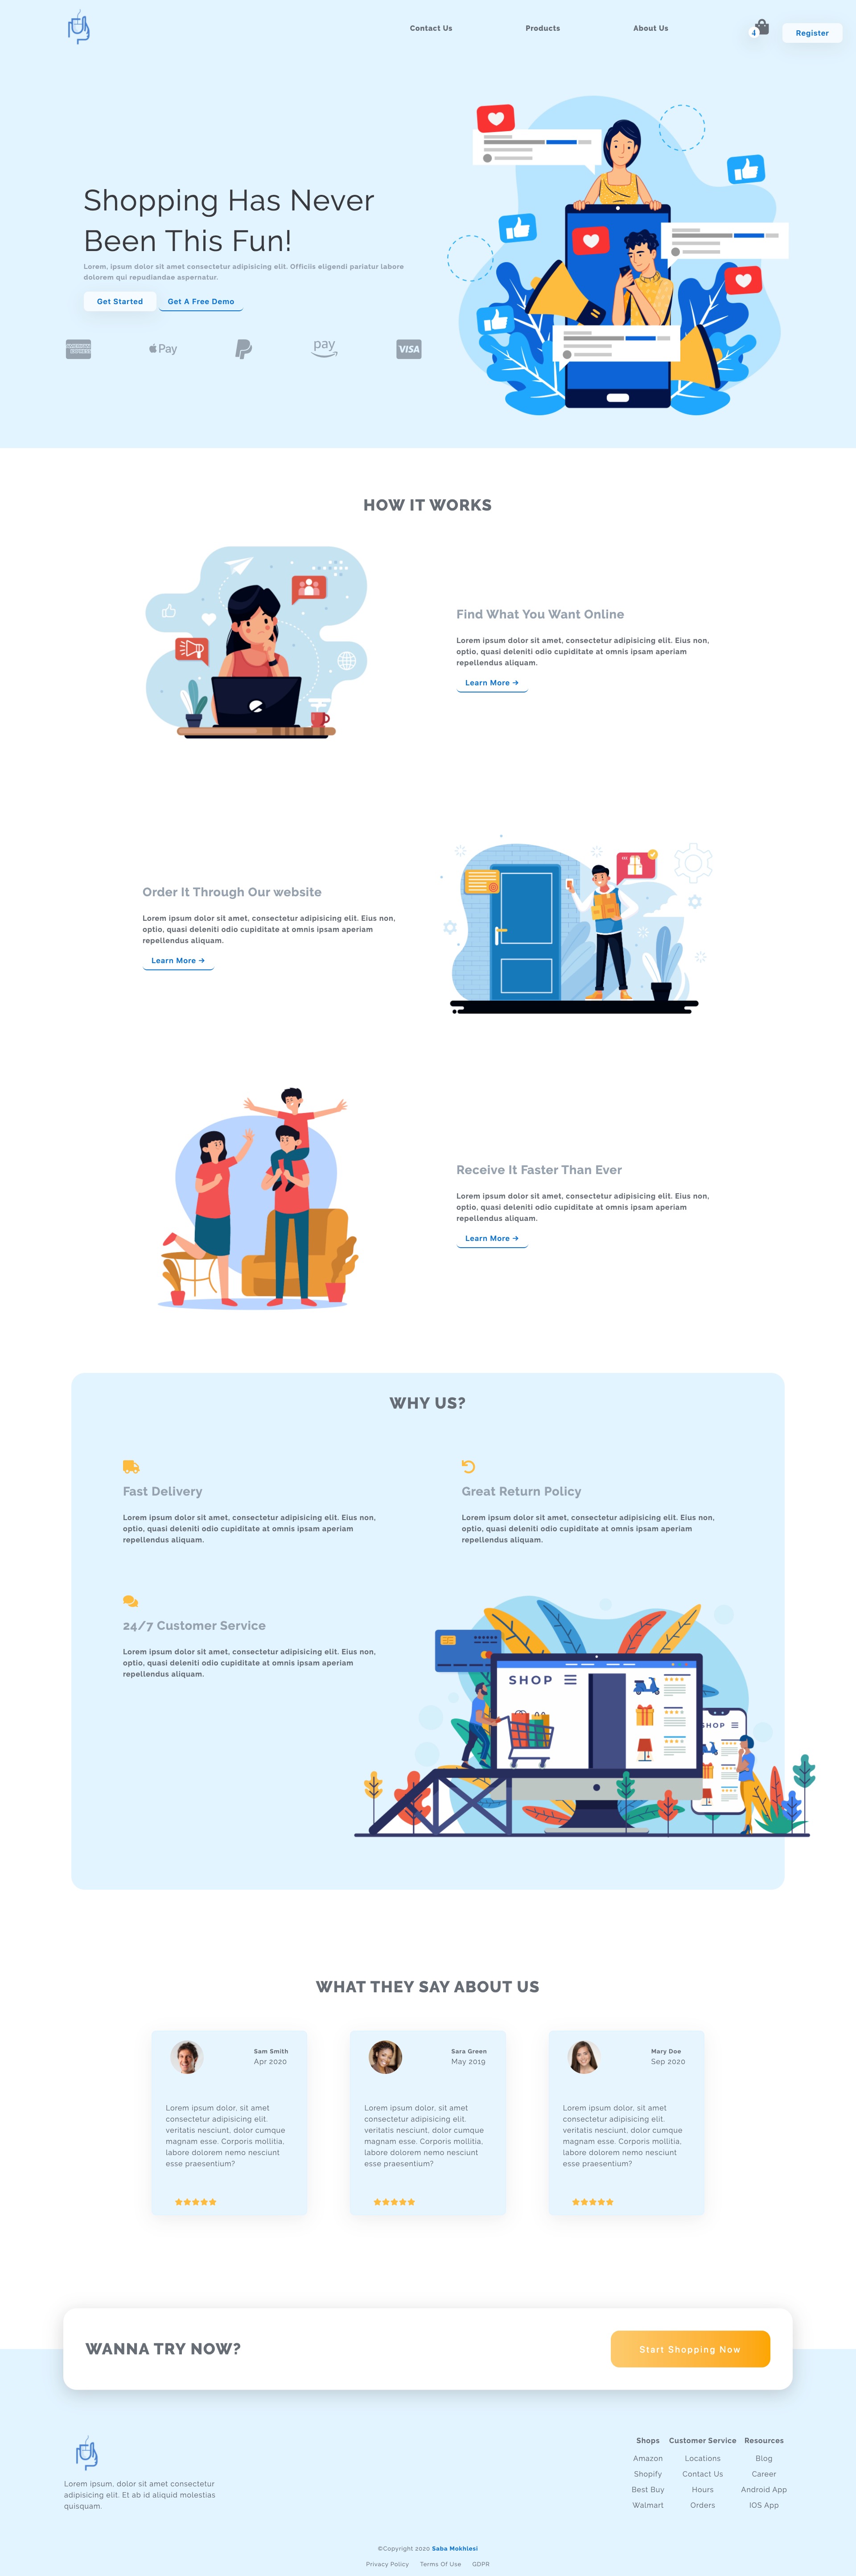 Contact Us
Products
About Us
4
Register
Shopping Has Never
Been This Fun!
Lorem, ipsum dolor sit amet consectetur adipisicing elit. Officiis eligendi pariatur labore
dolorem qui repudiandae aspernatur.
Get Started
Get A Free Demo
Pay
pay
VISA
HOW IT WORKS
Find What You Want Online
Lorem ipsum dolor sit amet, consectetur adipisicing elit. Eius non,
optio, quasi deleniti odio cupiditate at omnis ipsam aperiam
repellendus aliquam.
Learn More →
Order It Through Our website
Lorem ipsum dolor sit amet, consectetur adipisicing elit. Eius non,
optio, quasi deleniti odio cupiditate at omnis ipsam aperiam
repellendus aliquam.
Learn More →
Receive It Faster Than Ever
Lorem ipsum dolor sit amet, consectetur adipisicing elit. Eius non,
optio, quasi deleniti odio cupiditate at omnis ipsam aperiam
repellendus aliquam.
Learn More →
WHY US?
Fast Delivery
Lorem ipsum dolor sit amet, consectetur adipisicing elit. Eius non,
optio, quasi deleniti odio cupiditate at omnis ipsam aperiam
repellendus aliquam.
Great Return Policy
Lorem ipsum dolor sit amet, consectetur adipisicing elit. Eius non,
optio, quasi deleniti odio cupiditate at omnis ipsam aperiam
repellendus aliquam.
24/7 Customer Service
Lorem ipsum dolor sit amet, consectetur adipisicing elit. Eius non,
optio, quasi deleniti odio cupiditate at omnis ipsam aperiam
repellendus aliquam.
SHOP
SHOP
WHAT THEY SAY ABOUT US
Sam Smith
Apr 2020
Lorem ipsum dolor, sit amet
consectetur adipisicing elit.
veritatis nesciunt, dolor cumque
magnam esse. Corporis mollitia,
labore dolorem nemo nesciunt
esse praesentium?
Sara Green
May 2019
Lorem ipsum dolor, sit amet
consectetur adipisicing elit.
veritatis nesciunt, dolor cumque
magnam esse. Corporis mollitia,
labore dolorem nemo nesciunt
esse praesentium?
Mary Doe
Sep 2020
Lorem ipsum dolor, sit amet
consectetur adipisicing elit.
veritatis nesciunt, dolor cumque
magnam esse. Corporis mollitia,
labore dolorem nemo nesciunt
esse praesentium?
WANNA TRY NOW?
Start Shopping Now
Lorem ipsum, dolor sit amet consectetur
adipisicing elit. Et ab id aliquid molestias
quisquam.
Shops
Amazon
Shopify
Best Buy
Walmart
Customer Service
Locations
Contact Us
Hours
Orders
Resources
Blog
Career
Android App
IOS App
©Copyright 2020 Saba Mokhlesi
Privacy Policy
Terms Of Use
GDPR